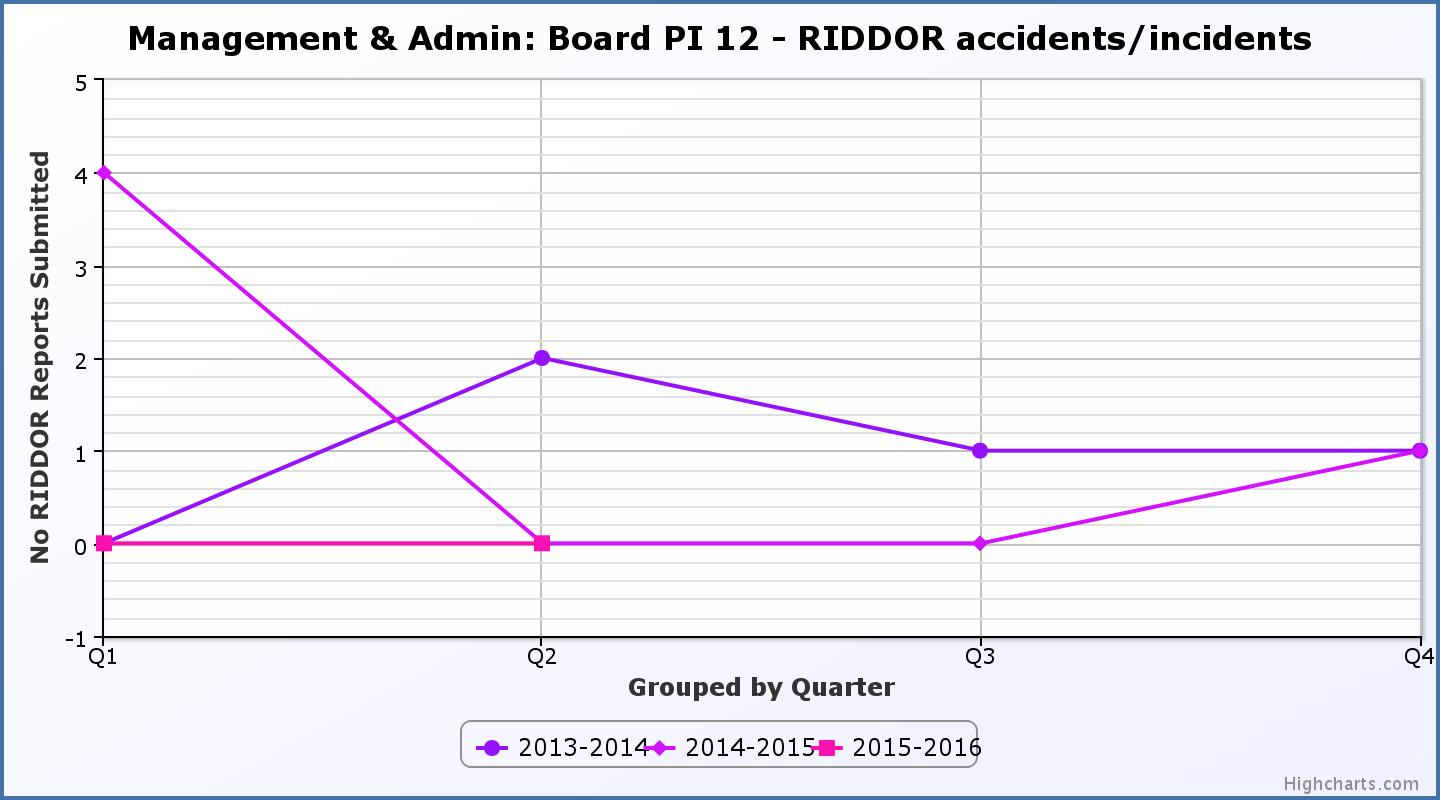 Management & Admin: Board PI 12 - RIDDOR accidents/incidents
No RIDDOR Reports Submitted
5
4
3
2
1
0
-1
Q1 Q2 Q3 Q4
Grouped by Quarter
2013-2014 2014-2015 2015-2016
Highcharts.com